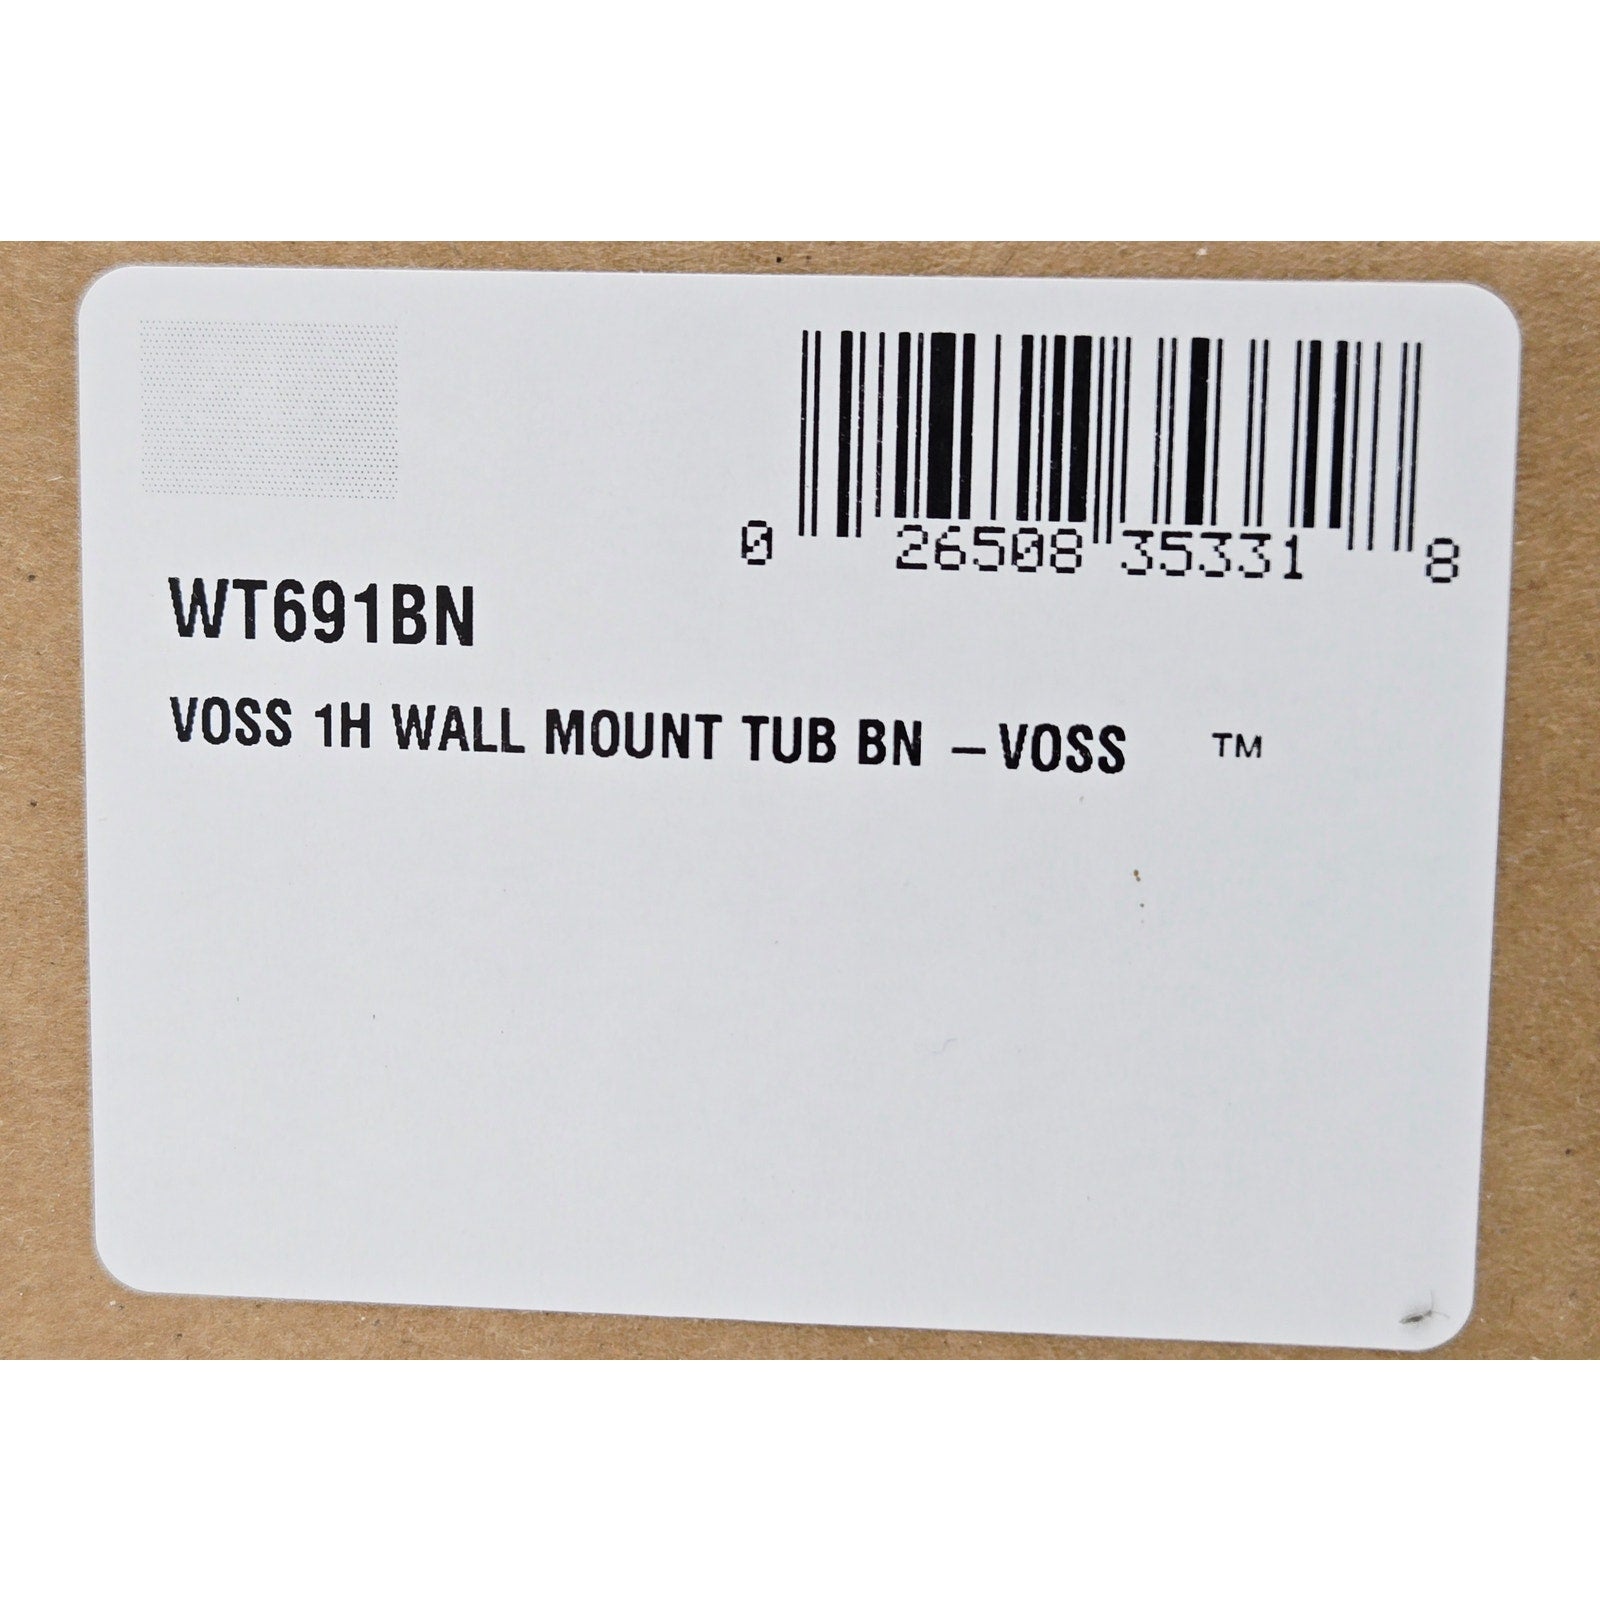 0 26508 35331 8
WT691BN
VOSS 1H WALL MOUNT TUB BN – VOSS ™